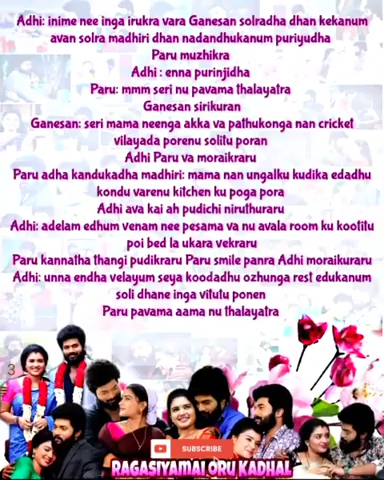 Adhi: inime nee inga irukra vara Ganesan solradha dhan kekanum
avan solra madhiri dhan nadandhukanum puriyudha
Paru muzhikra
Adhi : enna purinjidha
Paru: mmm seri nu pavama thalayatra
Ganesan sirikuran
Ganesan: seri mama neenga akka va pathukonga nan cricket
vilayada porenu solitu poran
Adhi Paru va moraikraru
Paru adha kandukadha madhiri: mama nan ungalku kudika edadhu
kondu varenu kitchen ku poga pora
Adhi ava kai ah pudichi niruthuraru
Adhi: adelam edhum venam nee pesama va nu avala room ku kootitu
poi bed la ukara vekraru
Paru kannatha thangi pudikraru Paru smile panra Adhi moraikuraru
Adhi: unna endha velayum seya koodadhu ozhunga rest edukanum
soli dhane inga vitutu ponen
Paru pavama aama nu thalayatra
3
SUBSCRIBE
RAGASIYAMAI ORU KADHAL